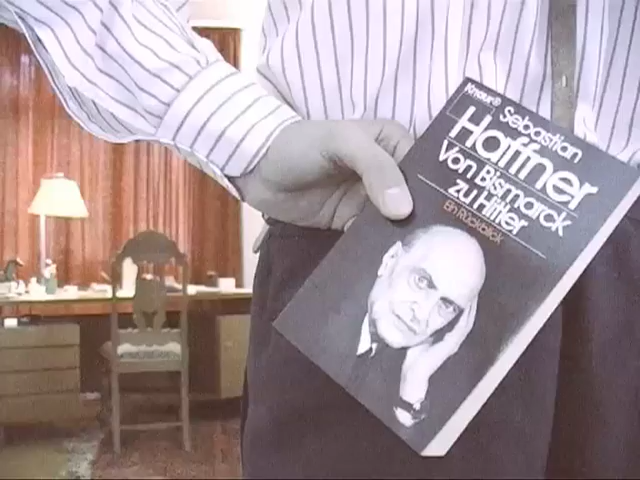 Knaur®
Sebastian
Haffner
Von Bismarck
zu Hitler
Ein Rückblick